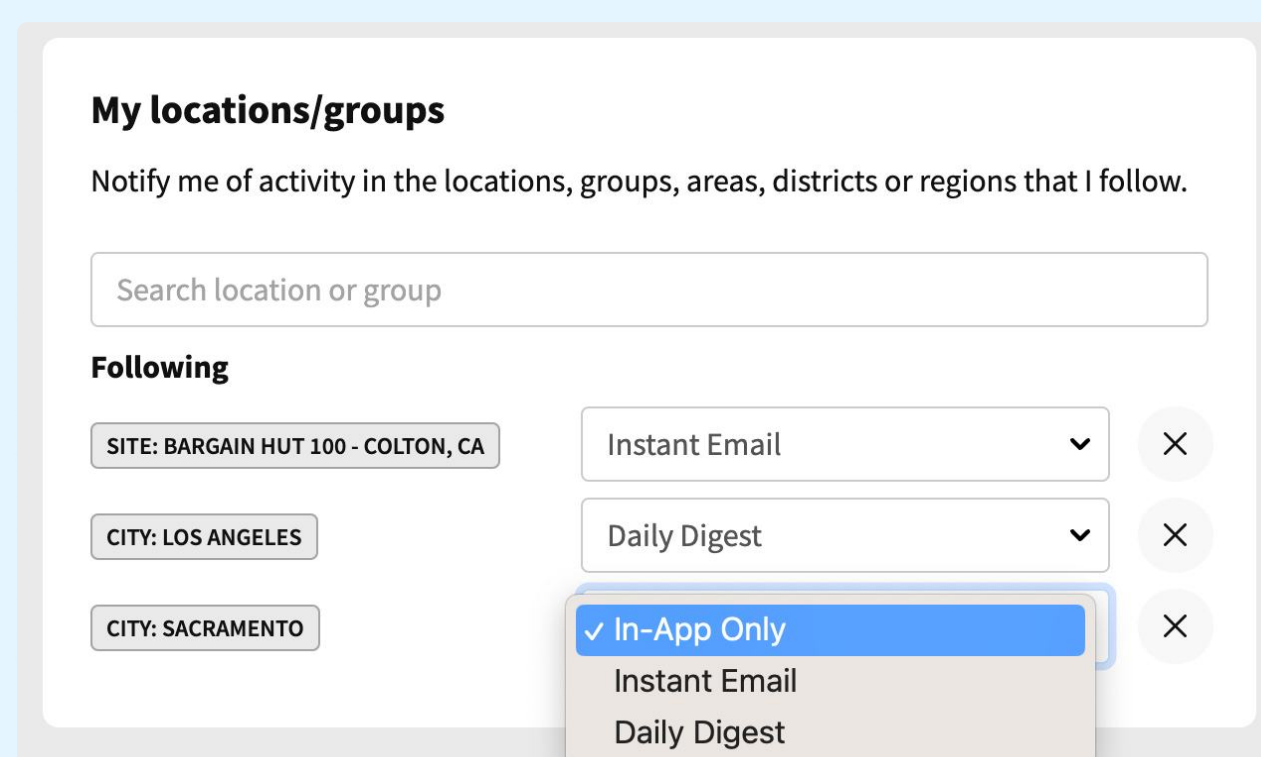 My locations/groups
Notify me of activity in the locations, groups, areas, districts or regions that I follow.
Search location or group
Following
SITE: BARGAIN HUT 100 - COLTON, CA
Instant Email
CITY: LOS ANGELES
Daily Digest
CITY: SACRAMENTO
In-App Only
Instant Email
Daily Digest